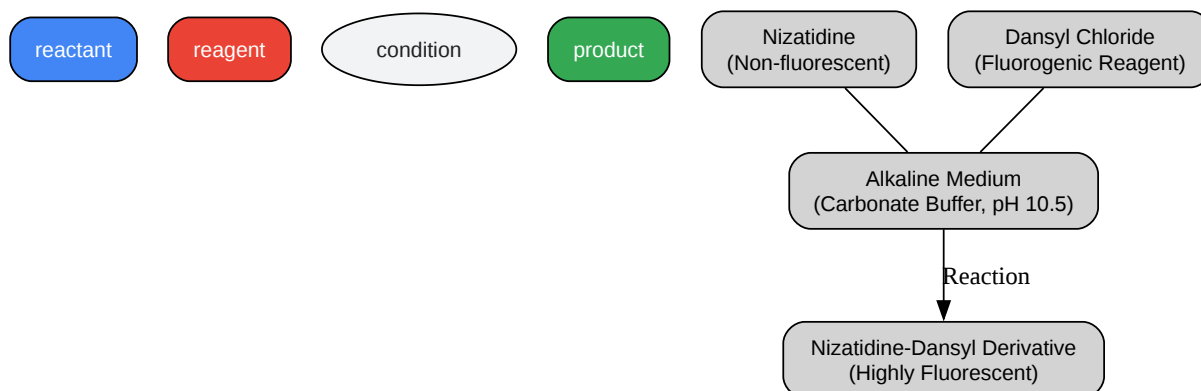 reactant
reagent
condition
product
Nizatidine
(Non-fluorescent)
Dansyl Chloride
(Fluorogenic Reagent)
Alkaline Medium
(Carbonate Buffer, pH 10.5)
Reaction
Nizatidine-Dansyl Derivative
(Highly Fluorescent)